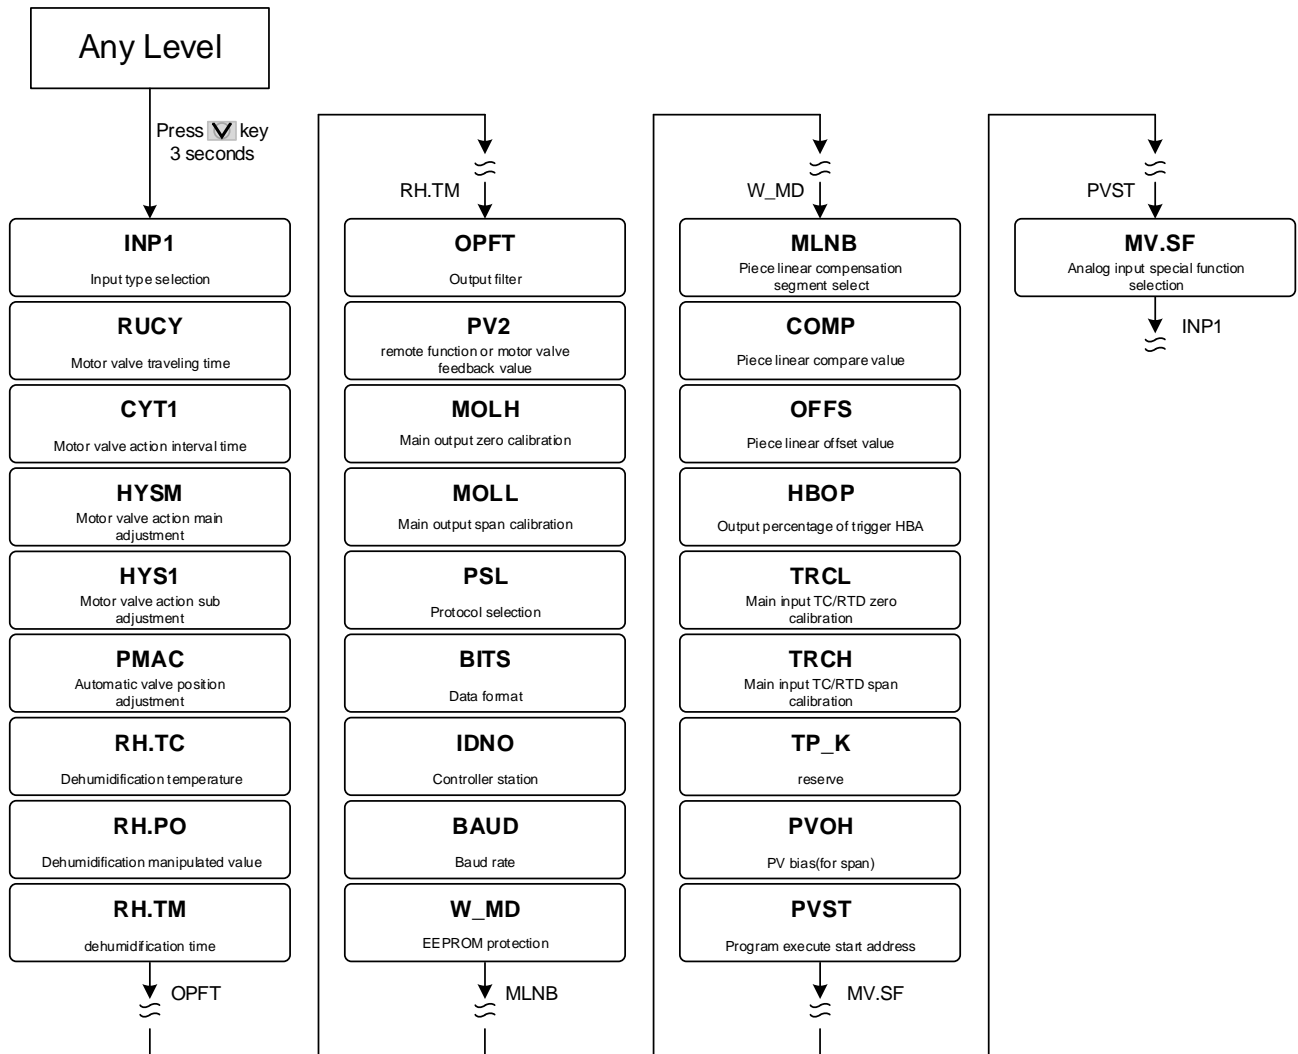 Any Level
Press V key
3 seconds
INP1
Input type selection
RUCY
Motor valve traveling time
CYT1
Motor valve action interval time
HYSM
Motor valve action main
adjustment
HYS1
Motor valve action sub
adjustment
PMAC
Automatic valve position
adjustment
RH.TC
Dehumidification temperature
RH.PO
Dehumidification manipulated value
RH.TM
dehumidification time
OPFT
RH.TM
OPFT
Output filter
PV2
remote function or motor valve
feedback value
MOLH
Main output zero calibration
MOLL
Main output span calibration
PSL
Protocol selection
BITS
Data format
IDNO
Controller station
BAUD
Baud rate
W_MD
EEPROM protection
MLNB
W_MD
MLNB
Piece linear compensation
segment select
COMP
Piece linear compare value
OFFS
Piece linear offset value
HBOP
Output percentage of trigger HBA
TRCL
Main input TC/RTD zero
calibration
TRCH
Main input TC/RTD span
calibration
TP_K
reserve
PVOH
PV bias(for span)
PVST
Program execute start address
MV.SF
PVST
MV.SF
Analog input special function
selection
INP1